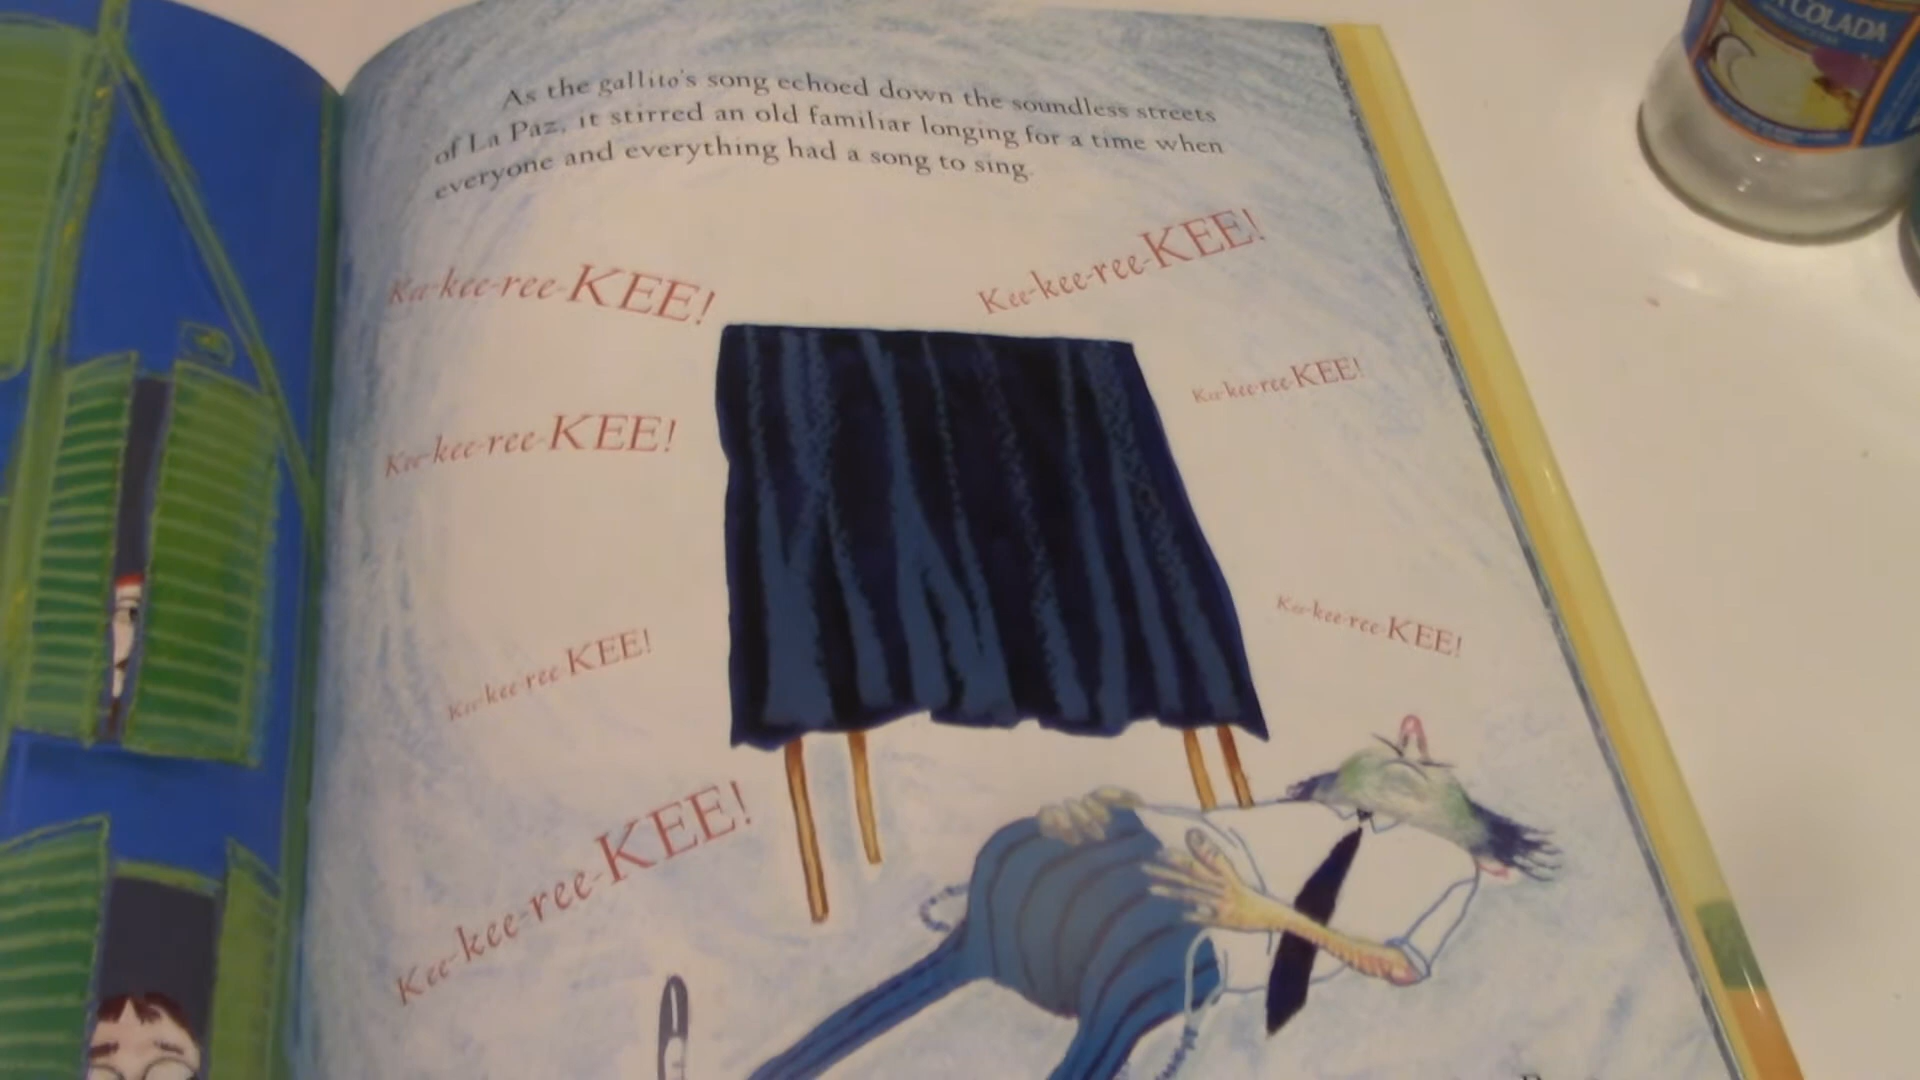 As the gallito's song echoed down the soundless streets
of La Paz, it stirred an old familiar longing for a time when
everyone and everything had a song to sing.
Kee-kee-ree-KEE!
Kee-kee-ree-KEE!
Kee-kee-ree-KEE!
Kee-kee-ree-KEE!
Kee-kee-ree-KEE!
Kee-kee-ree-KEE!
Kee-kee-ree-KEE!
COLADA